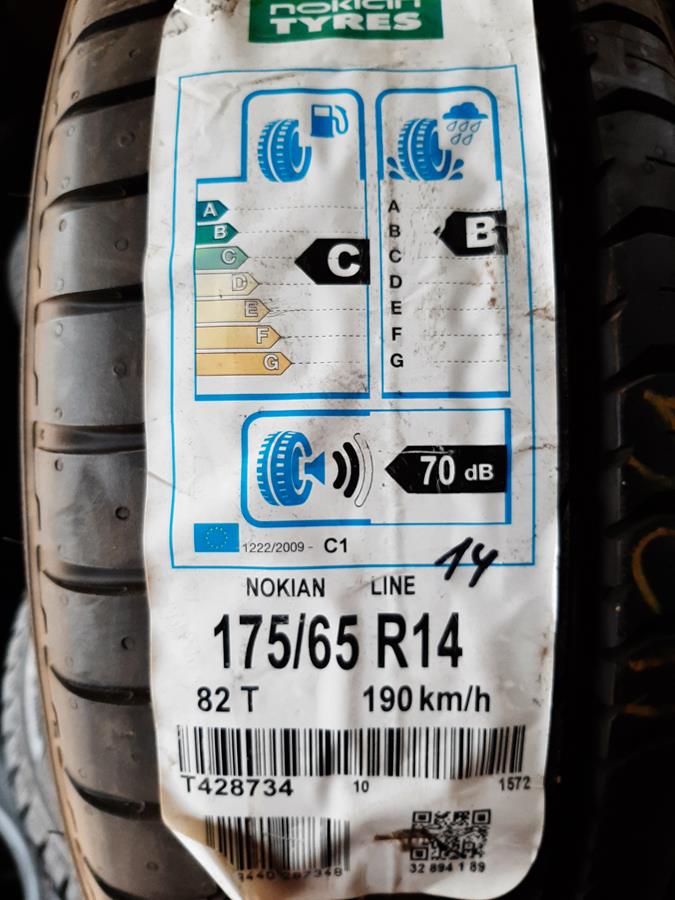 nokian
TYRES
A
B
C
D
E
F
G
C
A
B
C
D
E
F
G
B
70 dB
1222/2009 - C1
14
NOKIAN LINE
175/65 R14
82 T 190 km/h
T428734 10 1572
32 894 1 89